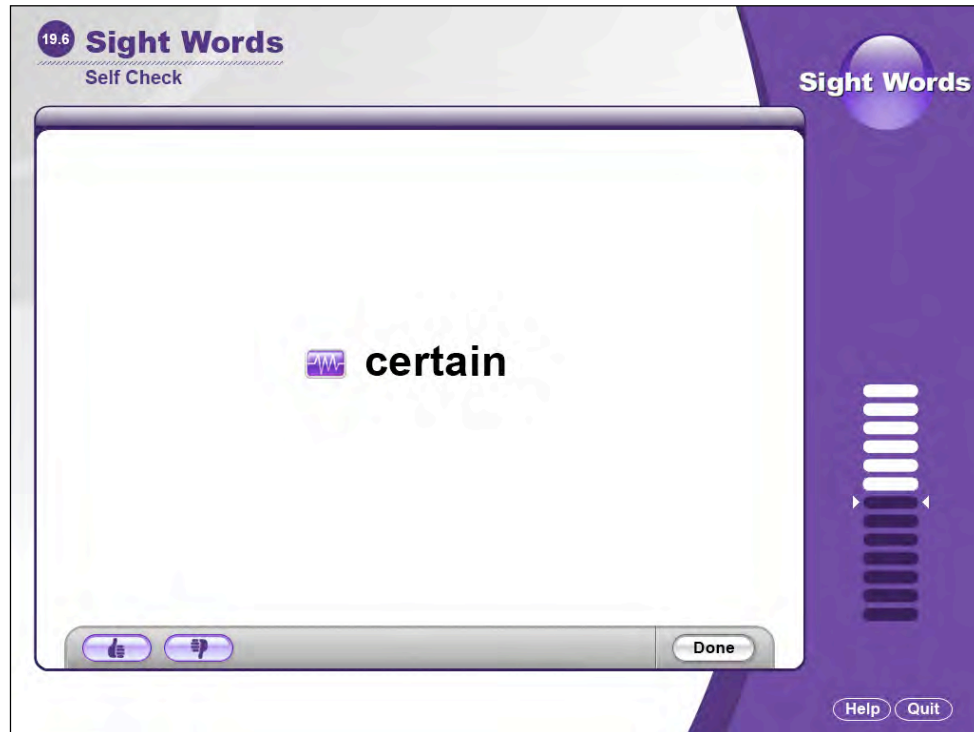 19.6 Sight Words
Self Check
Sight Words
certain
Done
Help Quit